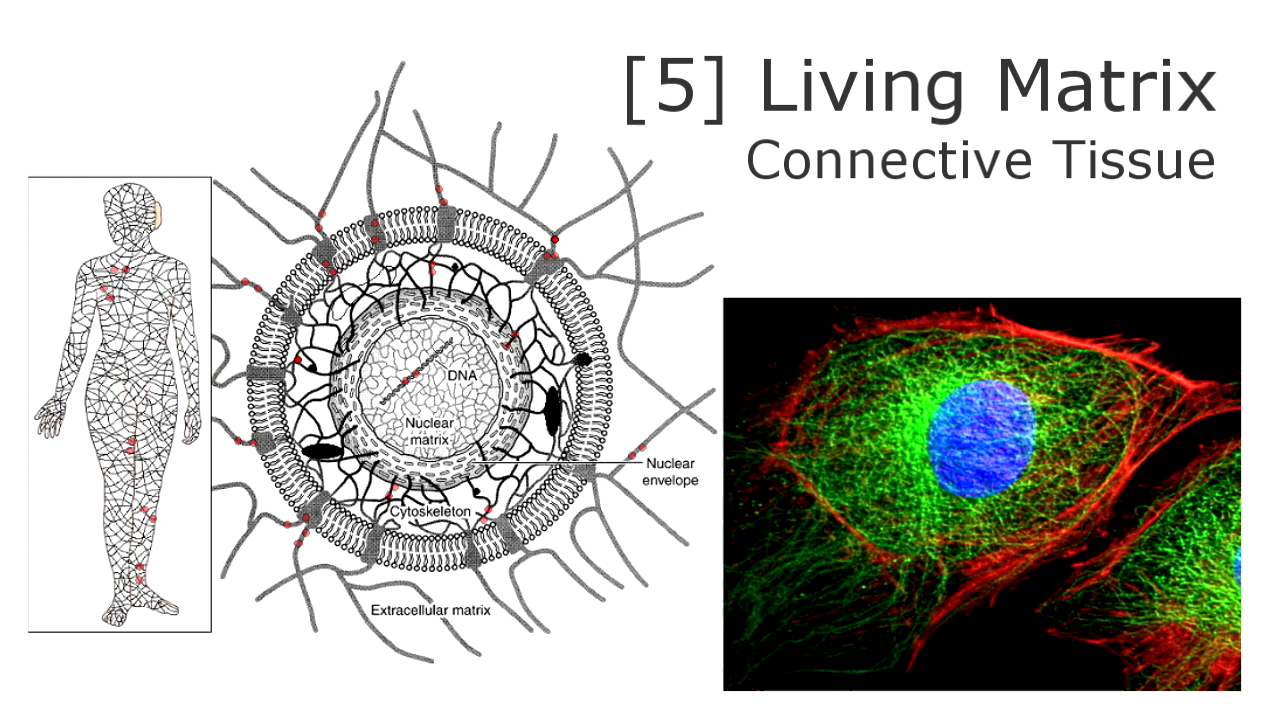 [5] Living Matrix
Connective Tissue
DNA
Nuclear
matrix
Nuclear
envelope
Cytoskeleton
Extracellular matrix